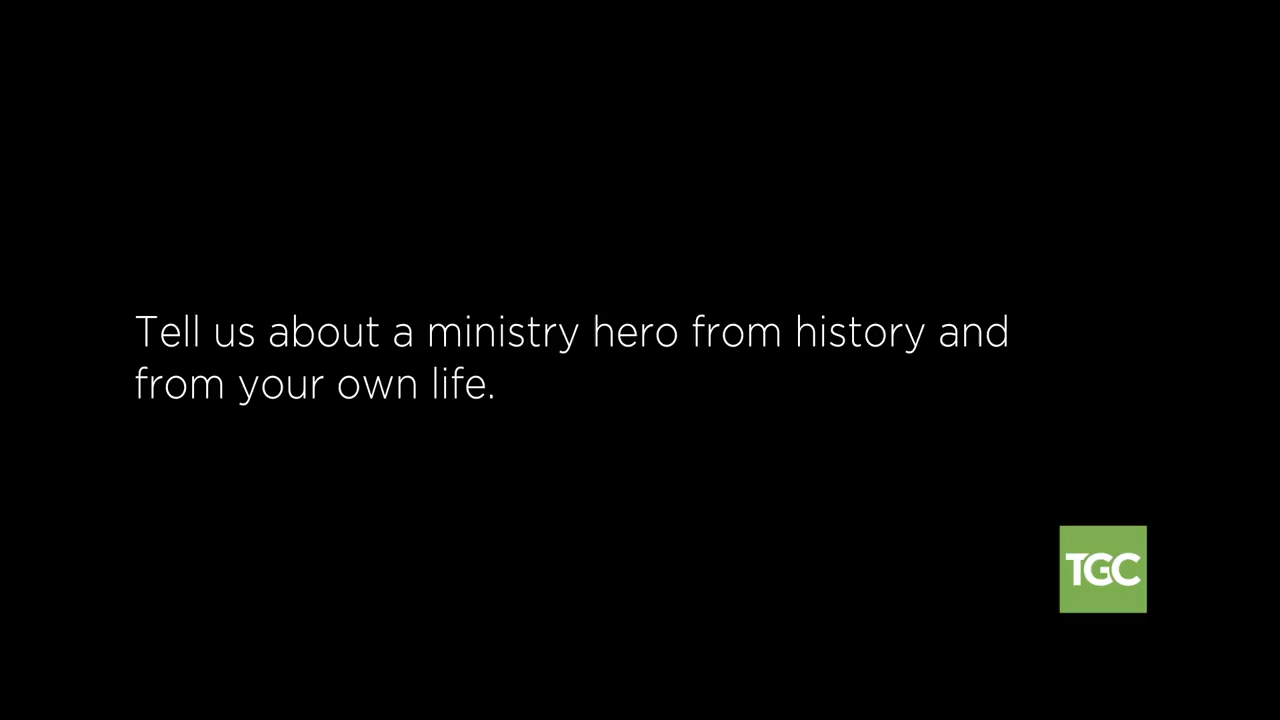 Tell us about a ministry hero from history and
from your own life.
TGC